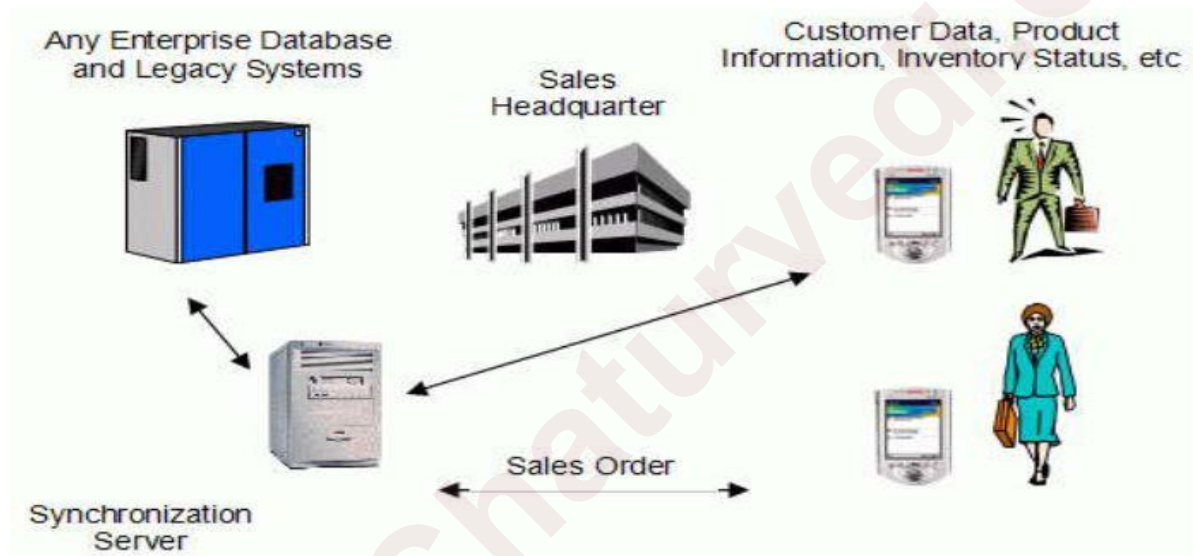 Any Enterprise Database
and Legacy Systems
Sales
Headquarter
Customer Data, Product
Information, Inventory Status, etc
Sales Order
Synchronization
Server